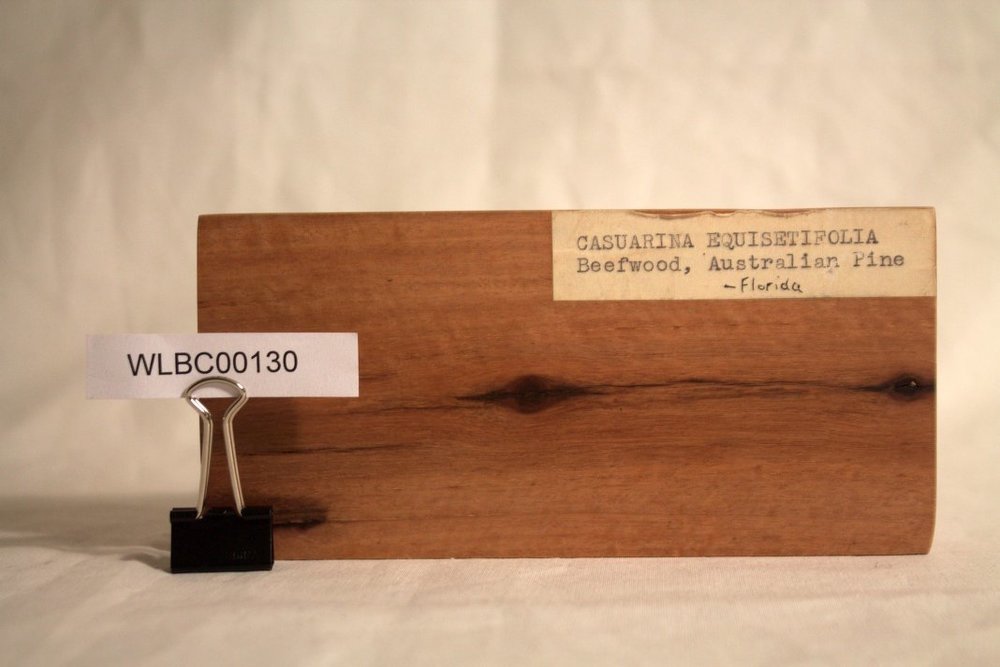 CASUARINA EQUISETIFOLIA
Beefwood, Australian Pine
-Florida
WLBC00130